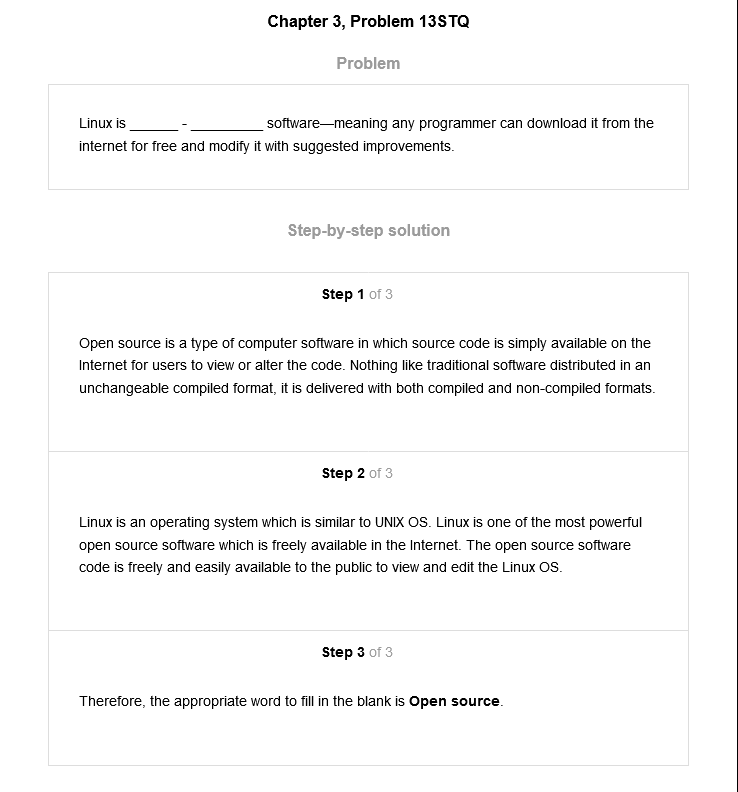 Chapter 3, Problem 13STQ
Problem
Linux is ______ - _________ software—meaning any programmer can download it from the
internet for free and modify it with suggested improvements.
Step-by-step solution
Step 1 of 3
Open source is a type of computer software in which source code is simply available on the
Internet for users to view or alter the code. Nothing like traditional software distributed in an
unchangeable compiled format, it is delivered with both compiled and non-compiled formats.
Step 2 of 3
Linux is an operating system which is similar to UNIX OS. Linux is one of the most powerful
open source software which is freely available in the Internet. The open source software
code is freely and easily available to the public to view and edit the Linux OS.
Step 3 of 3
Therefore, the appropriate word to fill in the blank is Open source.